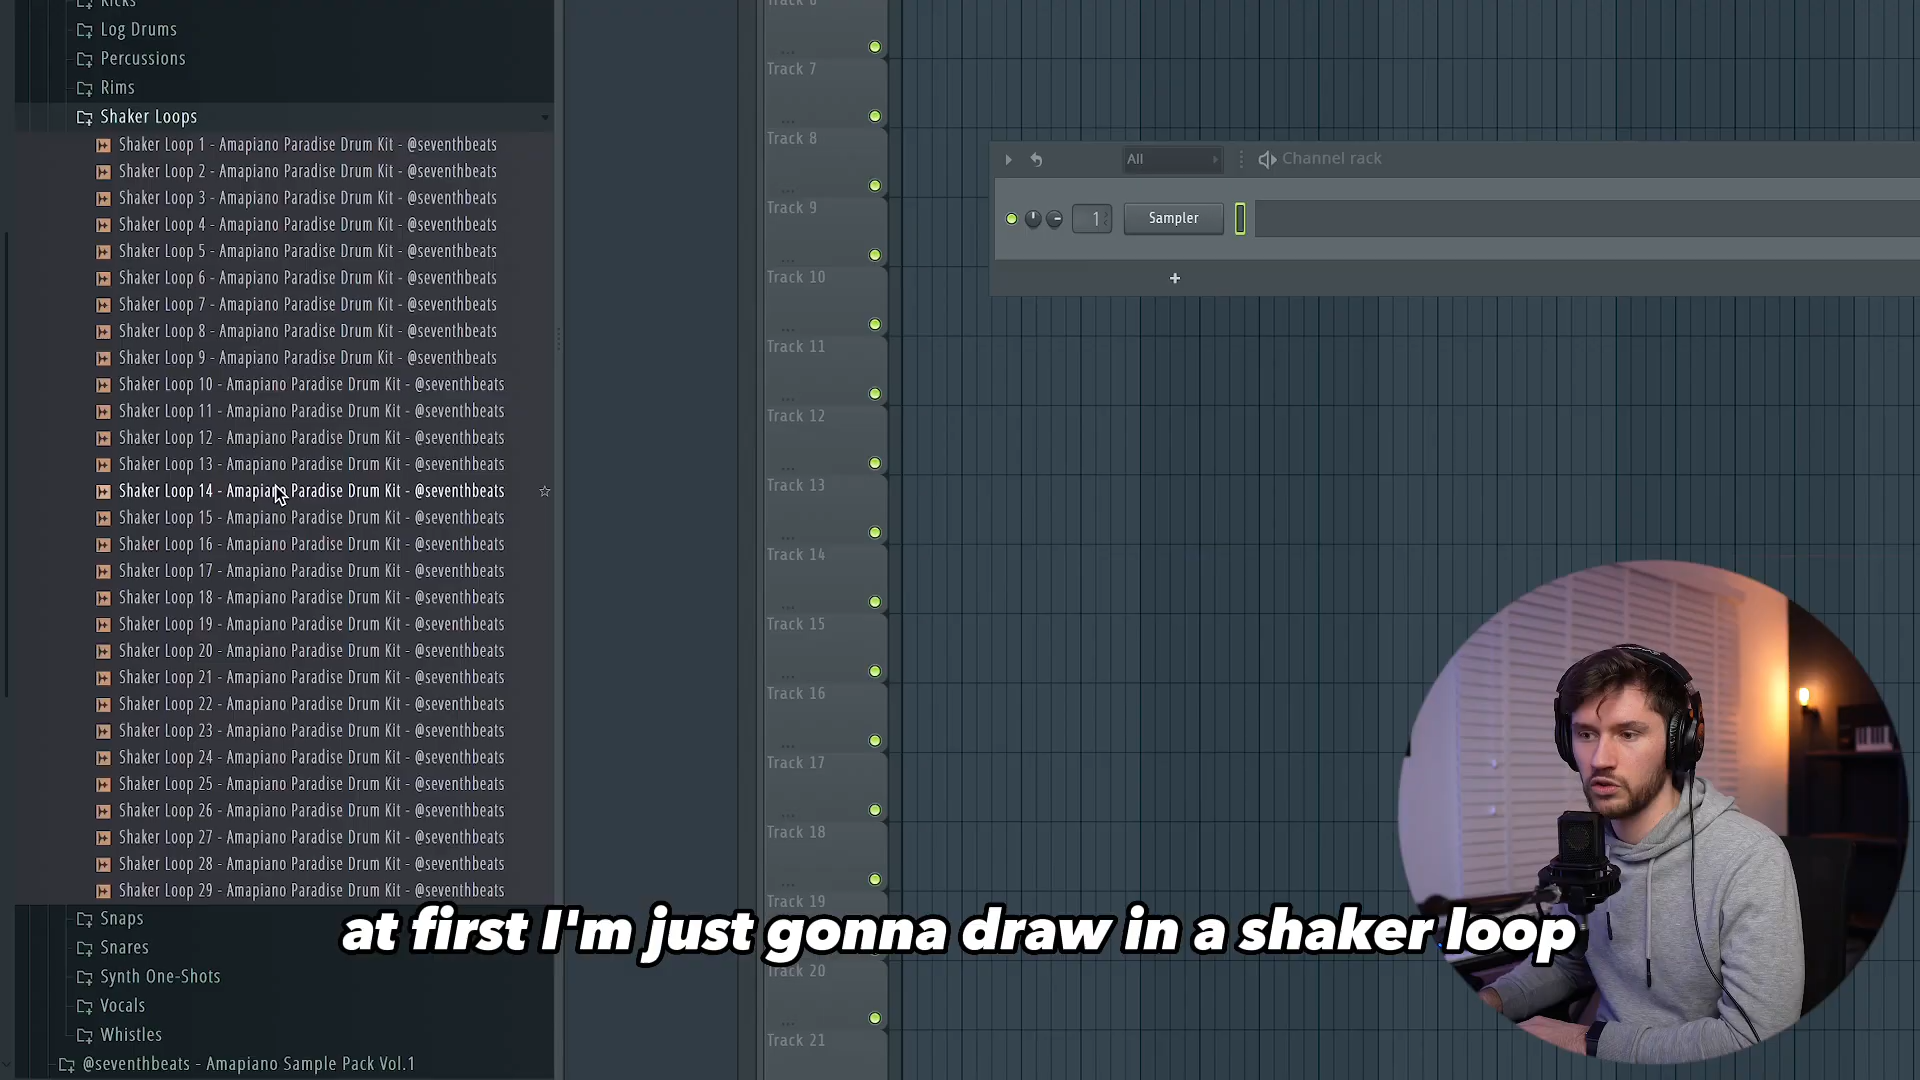 Kicks
Log Drums
Percussions
Rims
Shaker Loops
Shaker Loop 1 - Amapiano Paradise Drum Kit - @seventhbeats
Shaker Loop 2 - Amapiano Paradise Drum Kit - @seventhbeats
Shaker Loop 3 - Amapiano Paradise Drum Kit - @seventhbeats
Shaker Loop 4 - Amapiano Paradise Drum Kit - @seventhbeats
Shaker Loop 5 - Amapiano Paradise Drum Kit - @seventhbeats
Shaker Loop 6 - Amapiano Paradise Drum Kit - @seventhbeats
Shaker Loop 7 - Amapiano Paradise Drum Kit - @seventhbeats
Shaker Loop 8 - Amapiano Paradise Drum Kit - @seventhbeats
Shaker Loop 9 - Amapiano Paradise Drum Kit - @seventhbeats
Shaker Loop 10 - Amapiano Paradise Drum Kit - @seventhbeats
Shaker Loop 11 - Amapiano Paradise Drum Kit - @seventhbeats
Shaker Loop 12 - Amapiano Paradise Drum Kit - @seventhbeats
Shaker Loop 13 - Amapiano Paradise Drum Kit - @seventhbeats
Shaker Loop 14 - Amapiano Paradise Drum Kit - @seventhbeats
Shaker Loop 15 - Amapiano Paradise Drum Kit - @seventhbeats
Shaker Loop 16 - Amapiano Paradise Drum Kit - @seventhbeats
Shaker Loop 17 - Amapiano Paradise Drum Kit - @seventhbeats
Shaker Loop 18 - Amapiano Paradise Drum Kit - @seventhbeats
Shaker Loop 19 - Amapiano Paradise Drum Kit - @seventhbeats
Shaker Loop 20 - Amapiano Paradise Drum Kit - @seventhbeats
Shaker Loop 21 - Amapiano Paradise Drum Kit - @seventhbeats
Shaker Loop 22 - Amapiano Paradise Drum Kit - @seventhbeats
Shaker Loop 23 - Amapiano Paradise Drum Kit - @seventhbeats
Shaker Loop 24 - Amapiano Paradise Drum Kit - @seventhbeats
Shaker Loop 25 - Amapiano Paradise Drum Kit - @seventhbeats
Shaker Loop 26 - Amapiano Paradise Drum Kit - @seventhbeats
Shaker Loop 27 - Amapiano Paradise Drum Kit - @seventhbeats
Shaker Loop 28 - Amapiano Paradise Drum Kit - @seventhbeats
Shaker Loop 29 - Amapiano Paradise Drum Kit - @seventhbeats
Snaps
Snares
Synth One-Shots
Vocals
Whistles
@seventhbeats - Amapiano Sample Pack Vol.1
Track 6
Track 7
Track 8
Track 9
Track 10
Track 11
Track 12
Track 13
Track 14
Track 15
Track 16
Track 17
Track 18
Track 19
Track 20
Track 21
All
Channel rack
1
Sampler
+
at first I'm just gonna draw in a shaker loop